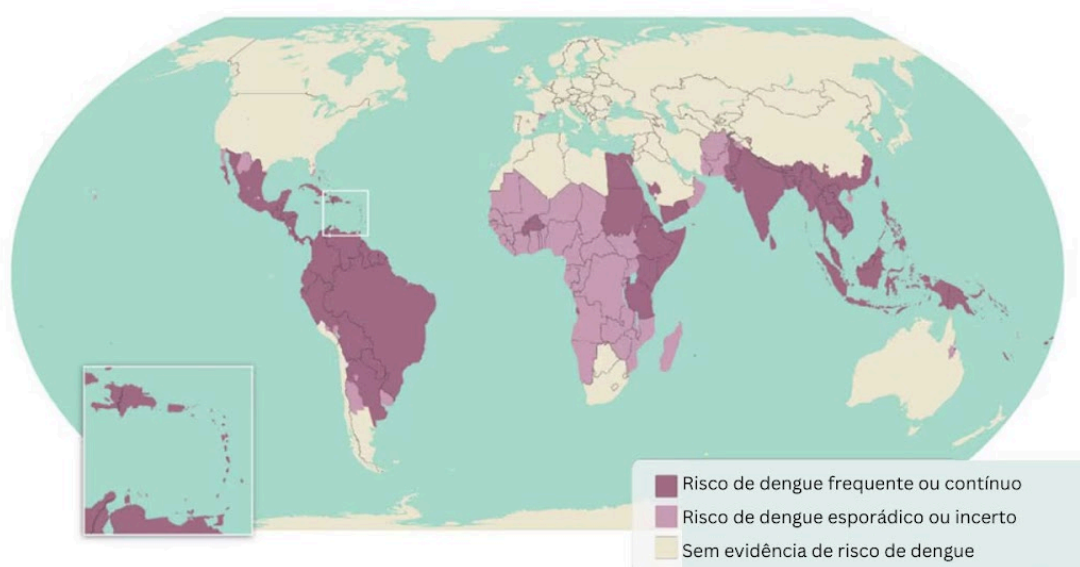 Risco de dengue frequente ou contínuo
Risco de dengue esporádico ou incerto
Sem evidência de risco de dengue